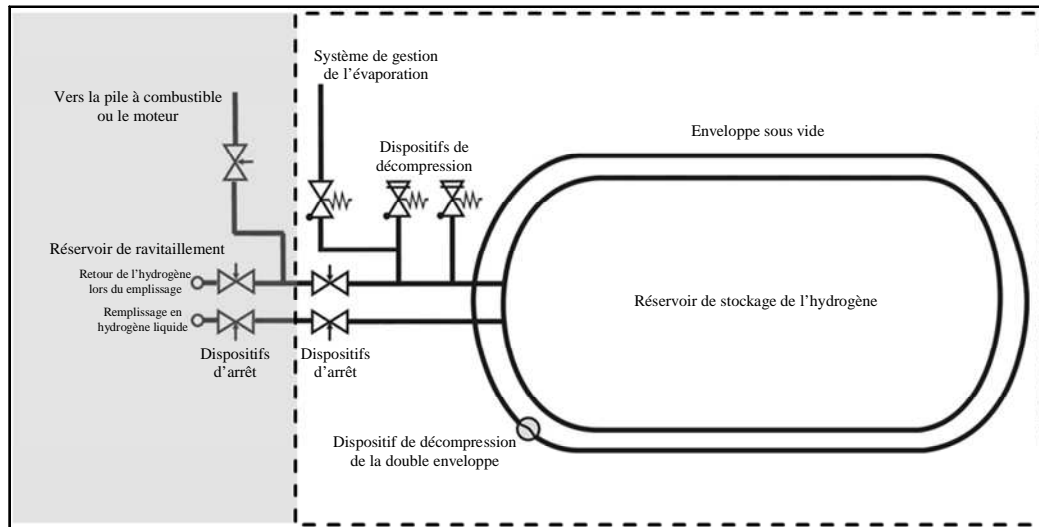 Système de gestion
de l'évaporation
Vers la pile à combustible
ou le moteur
Enveloppe sous vide
Dispositifs de
décompression
Réservoir de ravitaillement
Retour de l'hydrogène
lors du emplissage
Réservoir de stockage de l'hydrogène
Remplissage en
hydrogène liquide
Dispositifs
d'arrêt
Dispositifs
d'arrêt
Dispositif de décompression
de la double enveloppe